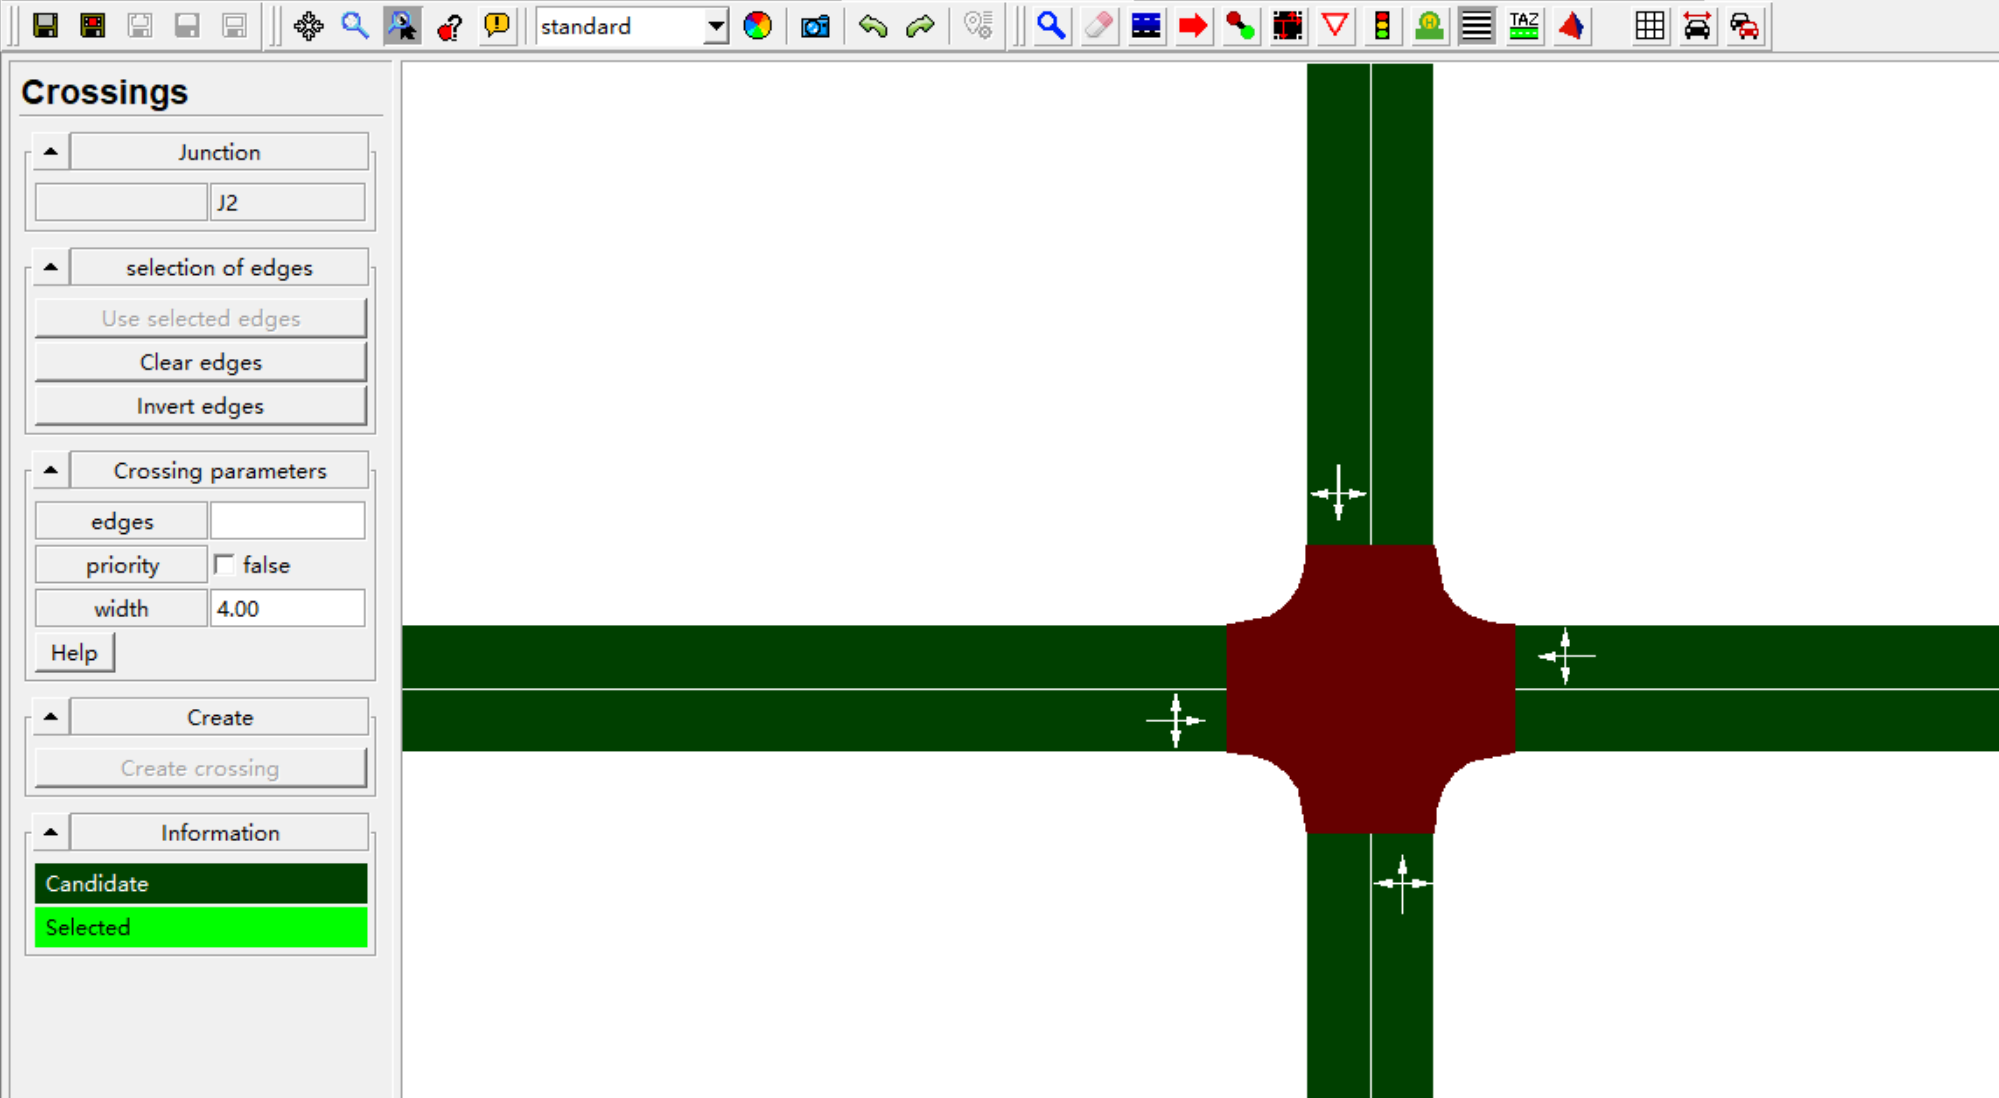 standard
TAZ
Crossings
Junction
J2
selection of edges
Use selected edges
Clear edges
Invert edges
Crossing parameters
edges
priority false
width 4.00
Help
Create
Create crossing
Information
Candidate
Selected